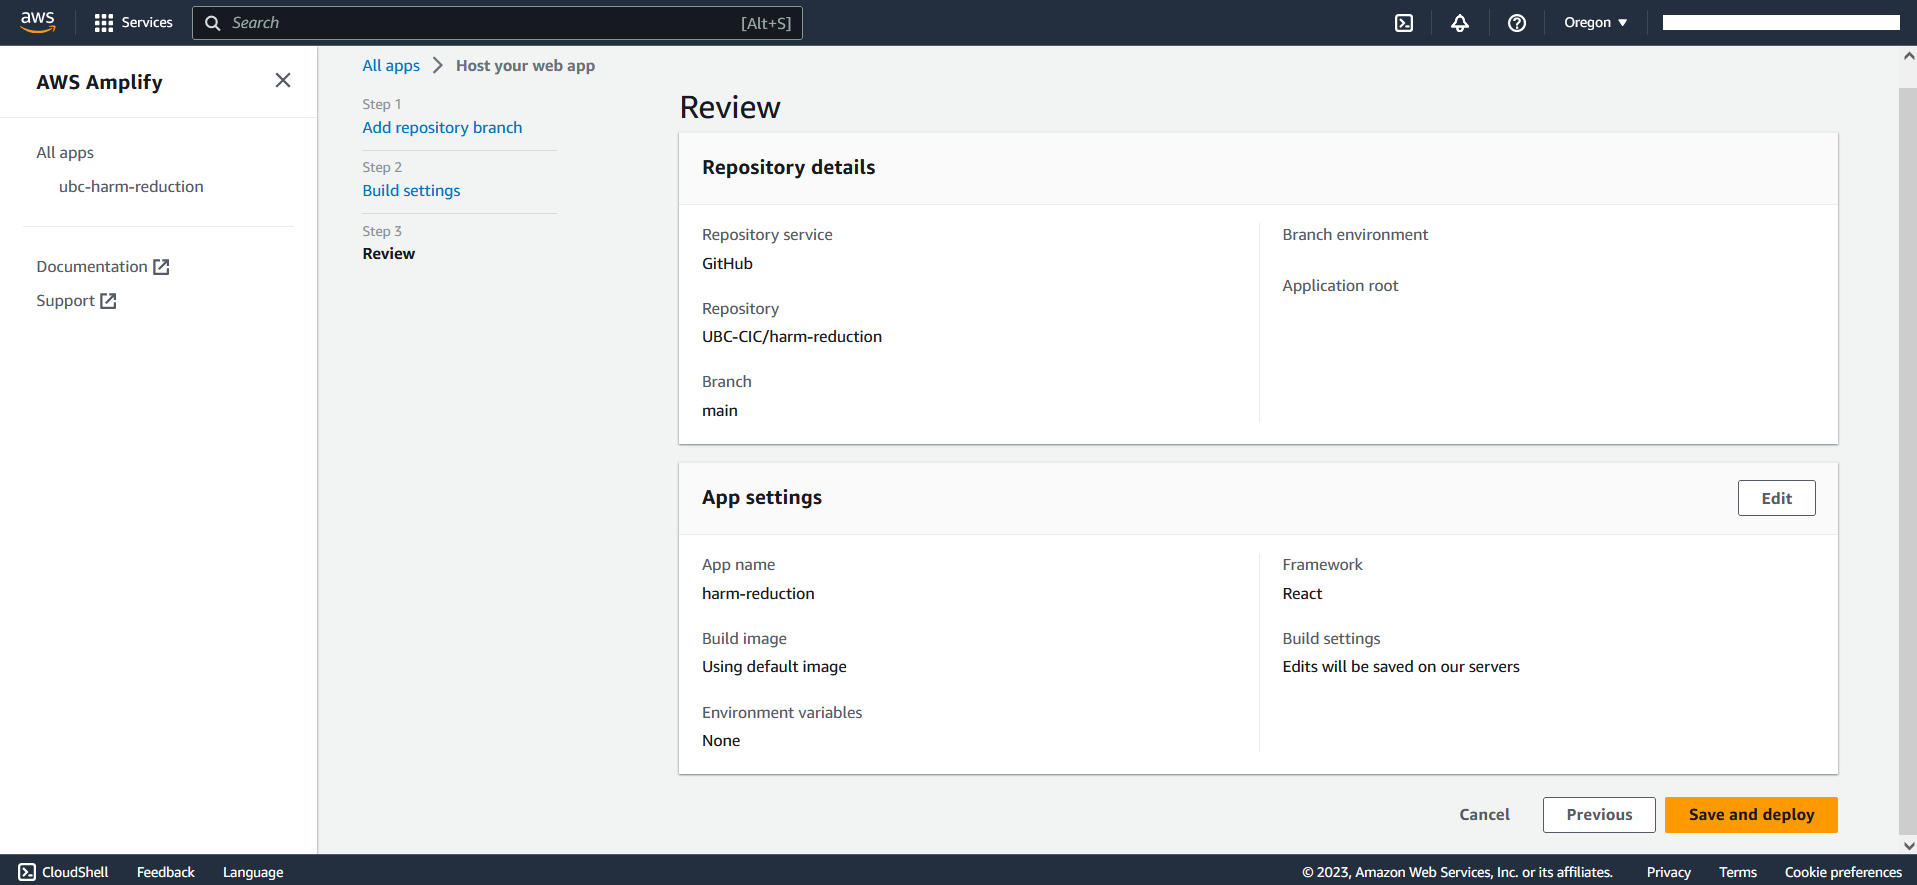 aws
Services
Search
[Alt+S]
Oregon
AWS Amplify
All apps
ubc-harm-reduction
Documentation
Support
All apps
Host your web app
Step 1
Add repository branch
Step 2
Build settings
Step 3
Review
Review
Repository details
Repository service
GitHub
Repository
UBC-CIC/harm-reduction
Branch
main
Branch environment
Application root
App settings
Edit
App name
harm-reduction
Build image
Using default image
Environment variables
None
Framework
React
Build settings
Edits will be saved on our servers
Cancel
Previous
Save and deploy
CloudShell
Feedback
Language
© 2023, Amazon Web Services, Inc. or its affiliates.
Privacy
Terms
Cookie preferences